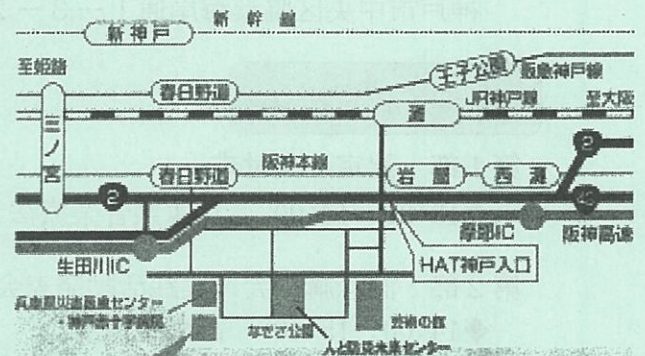 新幹線
新神戸
至姫路
王子公園
阪急神戸線
春日野道
JR神戸線
至大阪
三ノ宮
灘
2
阪神本線
春日野道
岩屋
西灘
2
43
生田川IC
摩耶IC
阪神高速
HAT神戸入口
兵庫県災害医療センター
・神戸赤十字病院
なぎさ公園
芸術の館
人と防災未来センター